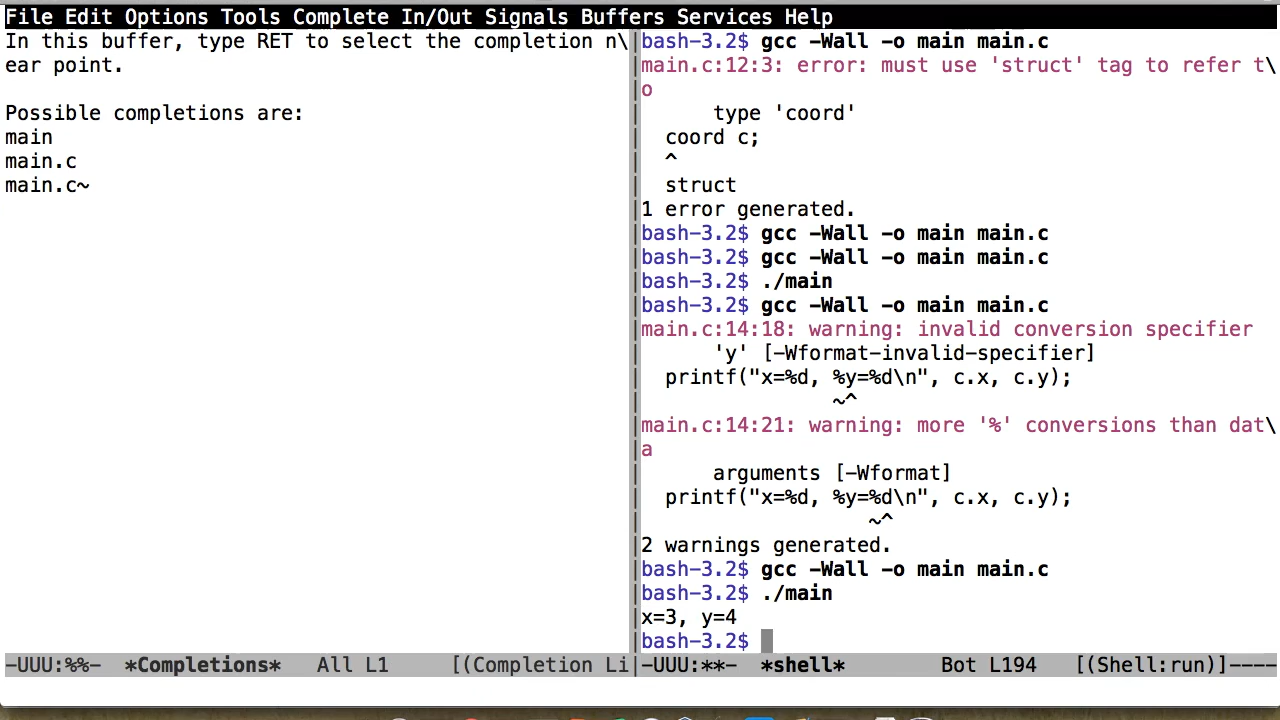 File Edit Options Tools Complete In/Out Signals Buffers Services Help
In this buffer, type RET to select the completion n\
ear point.

Possible completions are:
main
main.c
main.c~
-UUU:%%-  *Completions*   All L1     [(Completion Li
bash-3.2$ gcc -Wall -o main main.c
main.c:12:3: error: must use 'struct' tag to refer t\
o
      type 'coord'
  coord c;
  ^
  struct
1 error generated.
bash-3.2$ gcc -Wall -o main main.c
bash-3.2$ gcc -Wall -o main main.c
bash-3.2$ ./main
bash-3.2$ gcc -Wall -o main main.c
main.c:14:18: warning: invalid conversion specifier
      'y' [-Wformat-invalid-specifier]
  printf("x=%d, %y=%d\n", c.x, c.y);
                ~^
main.c:14:21: warning: more '%' conversions than dat\
a
      arguments [-Wformat]
  printf("x=%d, %y=%d\n", c.x, c.y);
                   ~^
2 warnings generated.
bash-3.2$ gcc -Wall -o main main.c
bash-3.2$ ./main
x=3, y=4
bash-3.2$
-UUU:**-  *shell*        Bot L194   [(Shell:run)]----